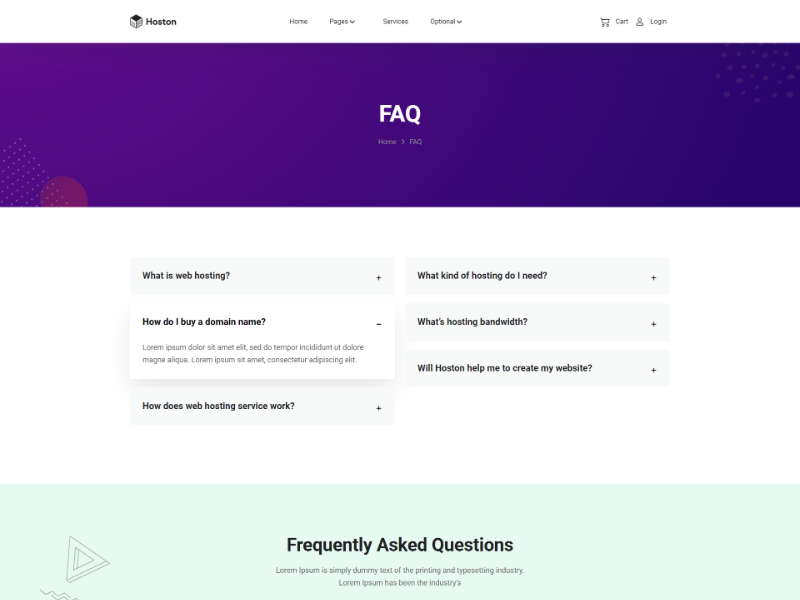 Hoston
Home Pages Services Optional Cart Login
FAQ
Home > FAQ
What is web hosting? +
How do I buy a domain name? −
Lorem ipsum dolor sit amet elit, sed do tempor incididunt ut dolore
magne aliqua. Lorem ipsum sit amet, consectetur adipiscing elit.
How does web hosting service work? +
What kind of hosting do I need? +
What's hosting bandwidth? +
Will Hoston help me to create my website? +
Frequently Asked Questions
Lorem Ipsum is simply dummy text of the printing and typesetting industry.
Lorem Ipsum has been the industry's